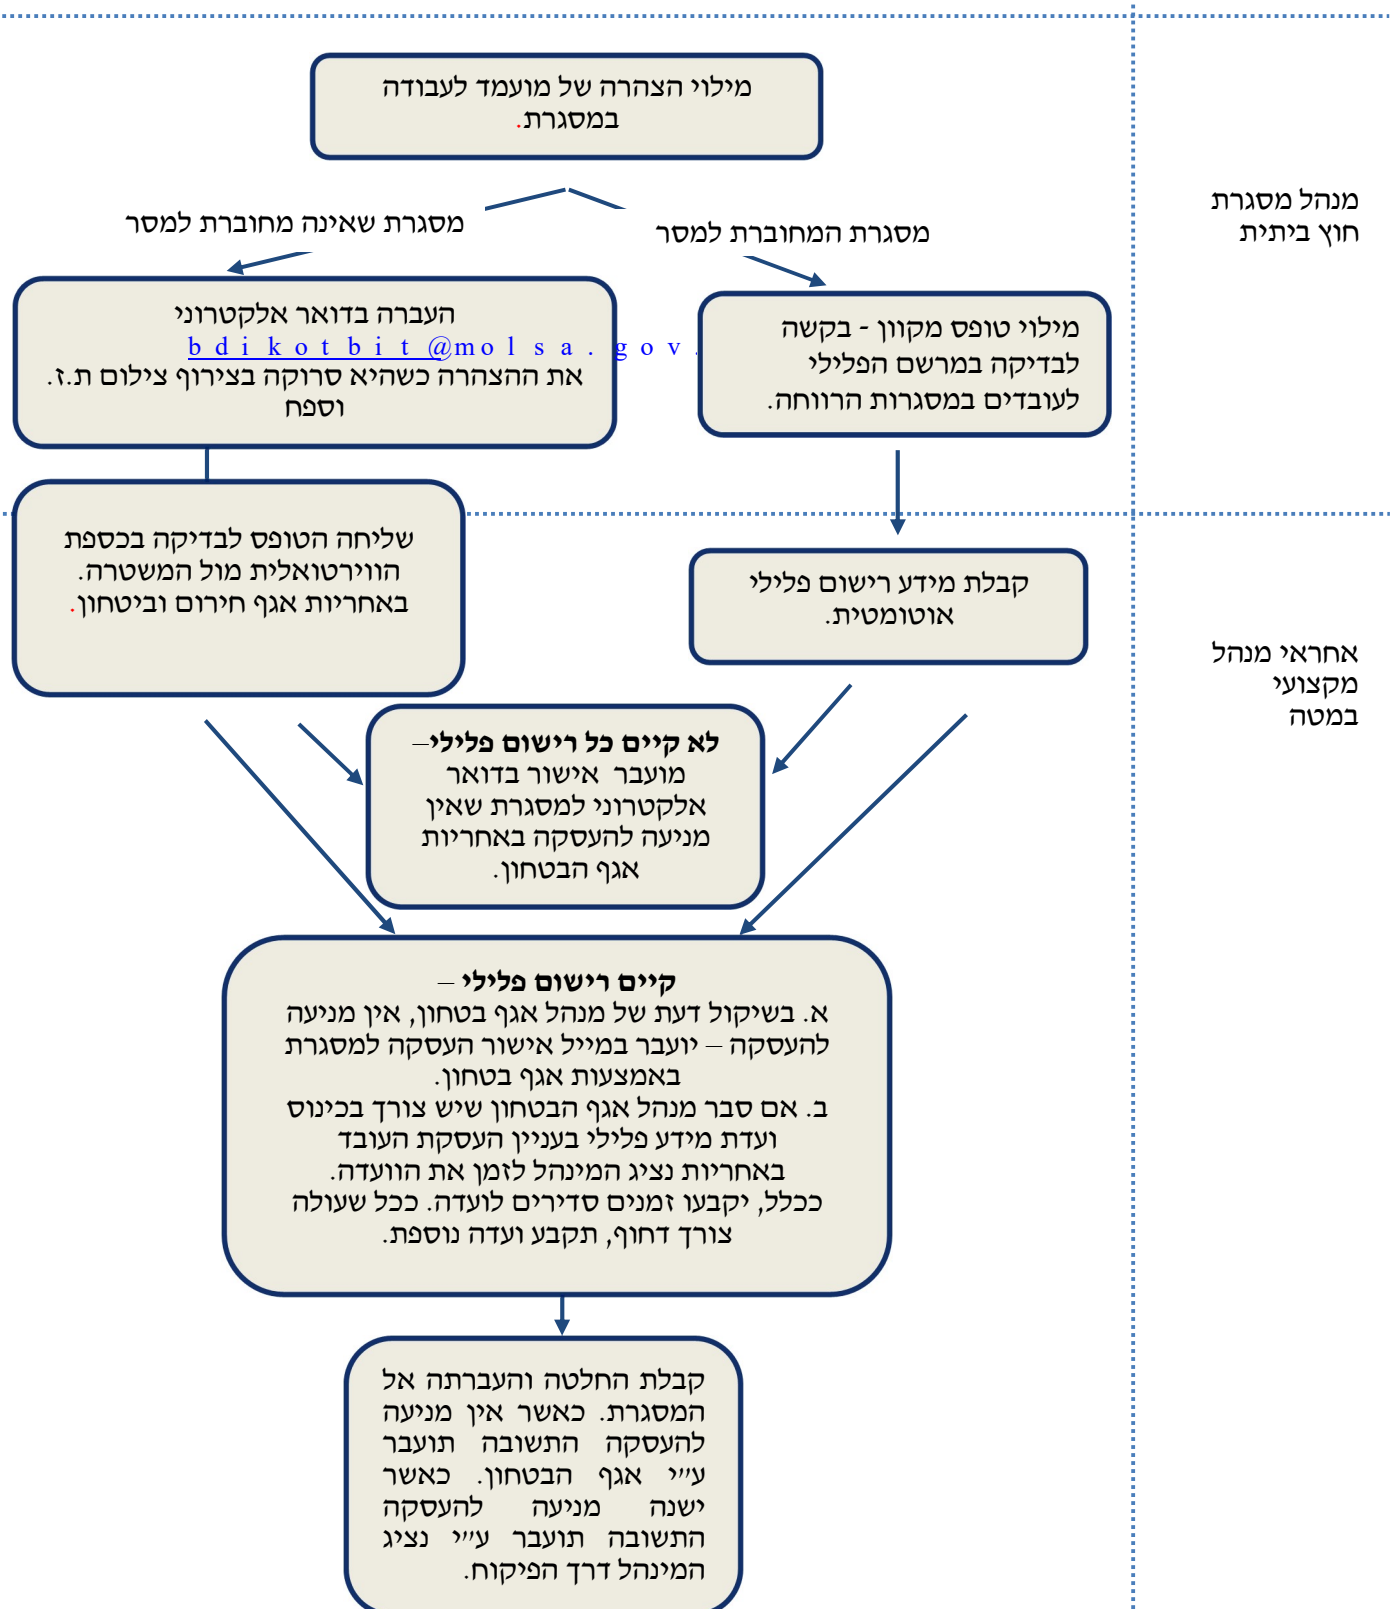 מילוי הצהרה של מועמד לעבודה
במסגרת.
מנהל מסגרת
חוץ ביתית
מסגרת המחוברת למסר
מסגרת שאינה מחוברת למסר
מילוי טופס מקוון - בקשה
לבדיקה במרשם הפלילי
לעובדים במסגרות הרווחה.
העברה בדואר אלקטרוני
bdikotbit@molsa.gov.
את ההצהרה כשהיא סרוקה בצירוף צילום ת.ז.
וספח
קבלת מידע רישום פלילי
אוטומטית.
שליחה הטופס לבדיקה בכספת
הווירטואלית מול המשטרה.
באחריות אגף חירום וביטחון.
אחראי מנהל
מקצועי
במטה
לא קיים כל רישום פלילי–
מועבר אישור בדואר
אלקטרוני למסגרת שאין
מניעה להעסקה באחריות
אגף הבטחון.
קיים רישום פלילי –
א. בשיקול דעת של מנהל אגף בטחון, אין מניעה
להעסקה – יועבר במייל אישור העסקה למסגרת
באמצעות אגף בטחון.
ב. אם סבר מנהל אגף הבטחון שיש צורך בכינוס
ועדת מידע פלילי בעניין העסקת העובד
באחריות נציג המינהל לזמן את הוועדה.
ככלל, יקבעו זמנים סדירים לועדה. ככל שעולה
צורך דחוף, תקבע ועדה נוספת.
קבלת החלטה והעברתה אל
המסגרת. כאשר אין מניעה
להעסקה התשובה תועבר
ע״י אגף הבטחון. כאשר
ישנה מניעה להעסקה
התשובה תועבר ע״י נציג
המינהל דרך הפיקוח.